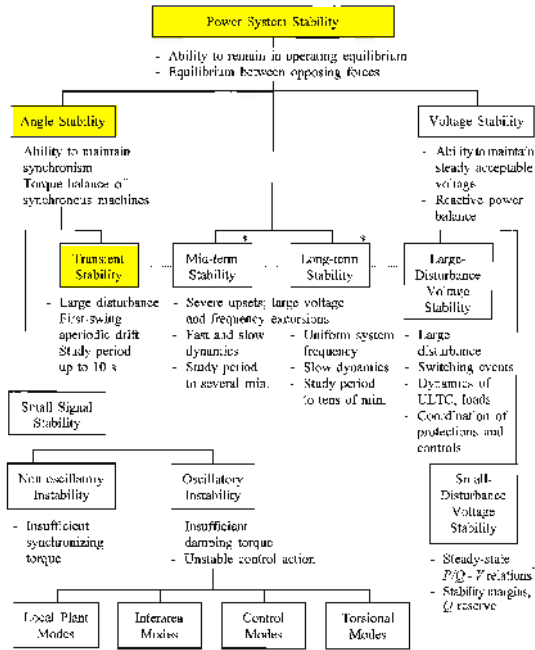 Power System Stability
- Ability to remain in operating equilibrium
- Equilibrium between opposing forces
Angle Stability
Ability to maintain
synchronism
Torque balance of
synchronous machines
Voltage Stability
- Ability to maintain
steady acceptable
voltage
- Reactive power
balance
Transient
Stability
- Large disturbance
First-swing
aperiodic drift
Study period
up to 10 s
*
Mid-term
Stability
*
Long-term
Stability
- Severe upsets; large voltage
and frequency excursions
- Fast and slow
dynamics
- Study period
to several min.
- Uniform system
frequency
- Slow dynamics
- Study period
to tens of min.
Large-
Disturbance
Voltage
Stability
- Large
disturbance
- Switching events
- Dynamics of
ULTC, loads
- Coordination of
protections and
controls
Small Signal
Stability
Non-oscillatory
Instability
- Insufficient
synchronizing
torque
Oscillatory
Instability
Insufficient
damping torque
- Unstable control action
Small-
Disturbance
Voltage
Stability
- Steady-state
P/Q - V relations
- Stability margins,
Q reserve
Local Plant
Modes
Interarea
Modes
Control
Modes
Torsional
Modes